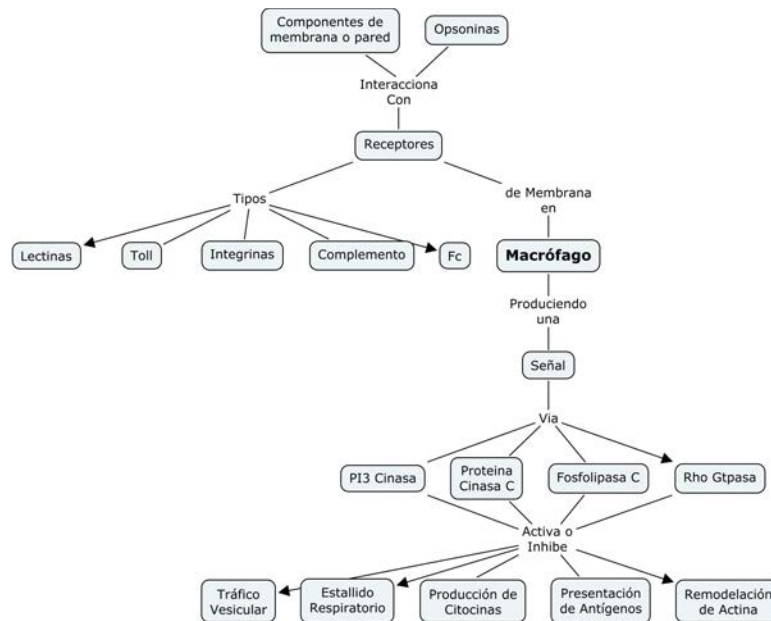 Componentes de
membrana o pared
Opsoninas
Interacciona
Con
Receptores
Tipos
de Membrana
en
Lectinas
Toll
Integrinas
Complemento
Fc
Macrófago
Produciendo
una
Señal
Via
PI3 Cinasa
Proteina
Cinasa C
Fosfolipasa C
Rho Gtpasa
Activa o
Inhibe
Tráfico
Vesicular
Estallido
Respiratorio
Producción de
Citocinas
Presentación
de Antígenos
Remodelación
de Actina